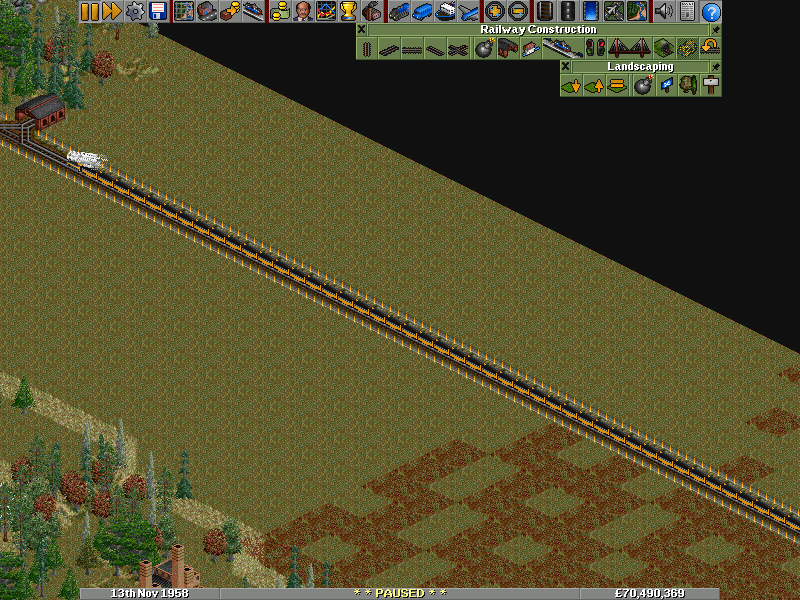 Railway Construction
Landscaping
13th Nov 1958
* * PAUSED * *
£70,490,369